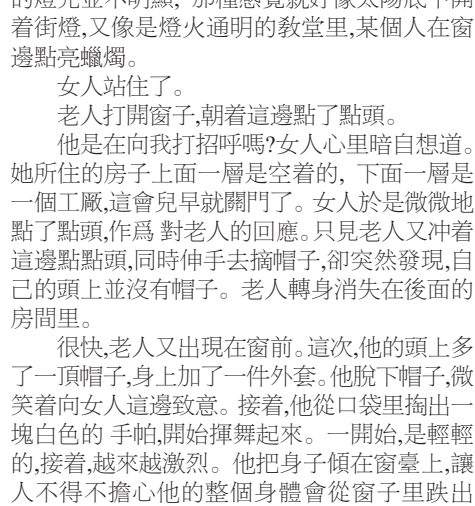 的燈光並不明顯, 那種感覺就好像太陽底下開
着街燈,又像是燈火通明的教堂里,某個人在窗
邊點亮蠟燭。
女人站住了。
老人打開窗子,朝着這邊點了點頭。
他是在向我打招呼嗎?女人心里暗自想道。
她所住的房子上面一層是空着的, 下面一層是
一個工厰,這會兒早就關門了。女人於是微微地
點了點頭,作爲 對老人的回應。只見老人又冲着
這邊點點頭,同時伸手去摘帽子,卻突然發現,自
己的頭上並沒有帽子。老人轉身消失在後面的
房間里。
很快,老人又出現在窗前。這次,他的頭上多
了一頂帽子,身上加了一件外套。他脫下帽子,微
笑着向女人這邊致意。接着,他從口袋里掏出一
塊白色的 手帕,開始揮舞起來。一開始,是輕輕
的,接着,越來越激烈。他把身子傾在窗臺上,讓
人不得不擔心他的整個身體會從窗子里跌出